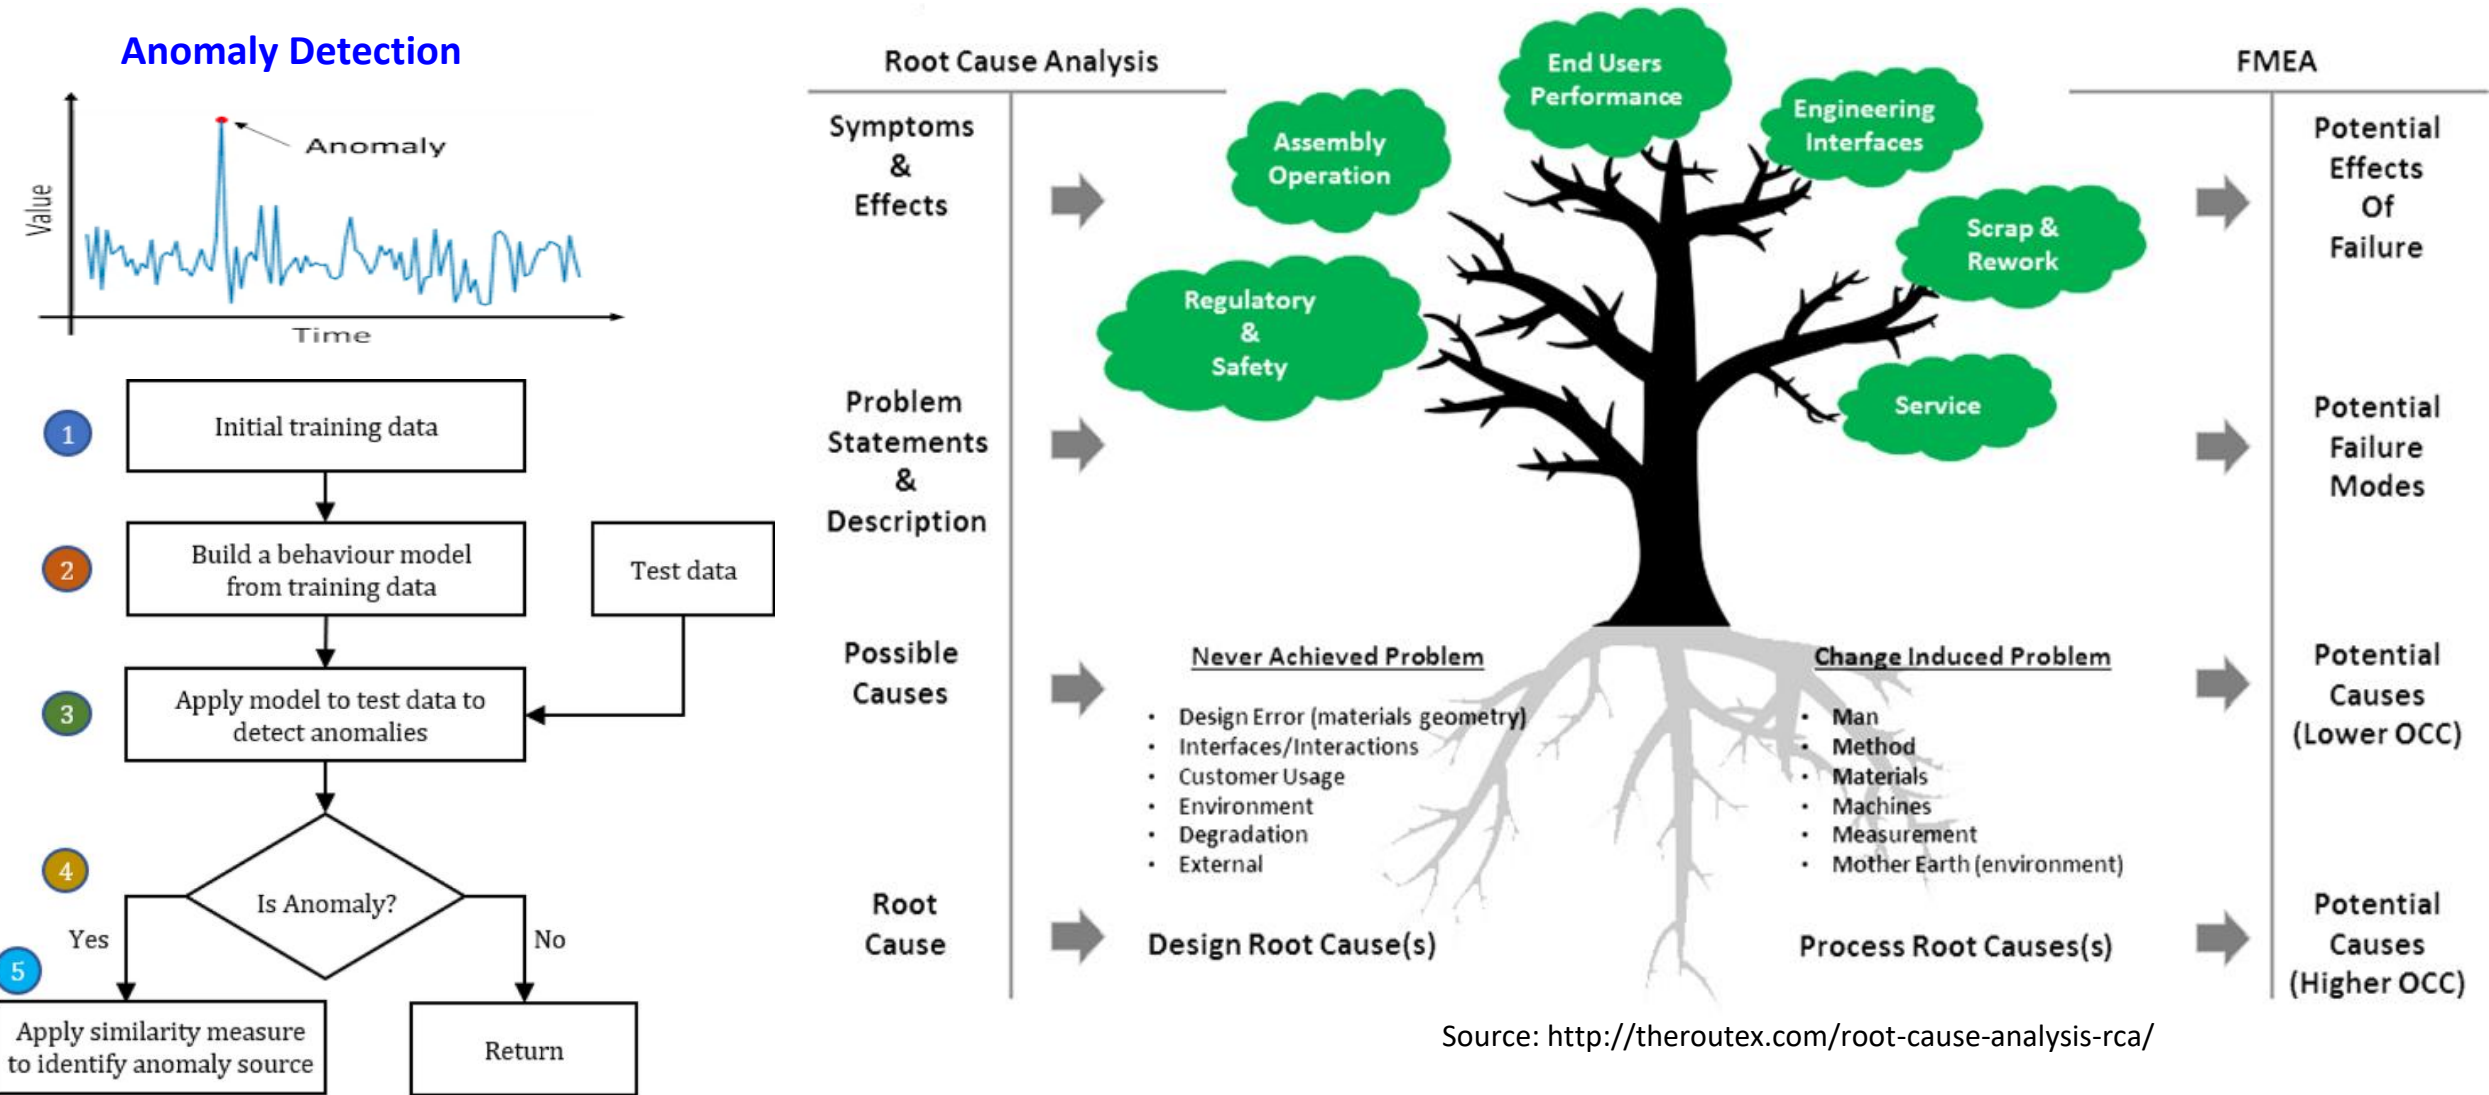 Anomaly Detection
Anomaly
Value
Time
1
Initial training data
2
Build a behaviour model
from training data
Test data
3
Apply model to test data to
detect anomalies
4
Is Anomaly?
Yes
No
5
Apply similarity measure
to identify anomaly source
Return
Root Cause Analysis
Symptoms
&
Effects
Problem
Statements
&
Description
Possible
Causes
Root
Cause
End Users
Performance
Assembly
Operation
Engineering
Interfaces
Regulatory
&
Safety
Scrap &
Rework
Service
Never Achieved Problem
• Design Error (materials geometry)
• Interfaces/Interactions
• Customer Usage
• Environment
• Degradation
• External
Design Root Cause(s)
Change Induced Problem
• Man
• Method
• Materials
• Machines
• Measurement
• Mother Earth (environment)
Process Root Causes(s)
FMEA
Potential
Effects
Of
Failure
Potential
Failure
Modes
Potential
Causes
(Lower OCC)
Potential
Causes
(Higher OCC)
Source: http://theroutex.com/root-cause-analysis-rca/